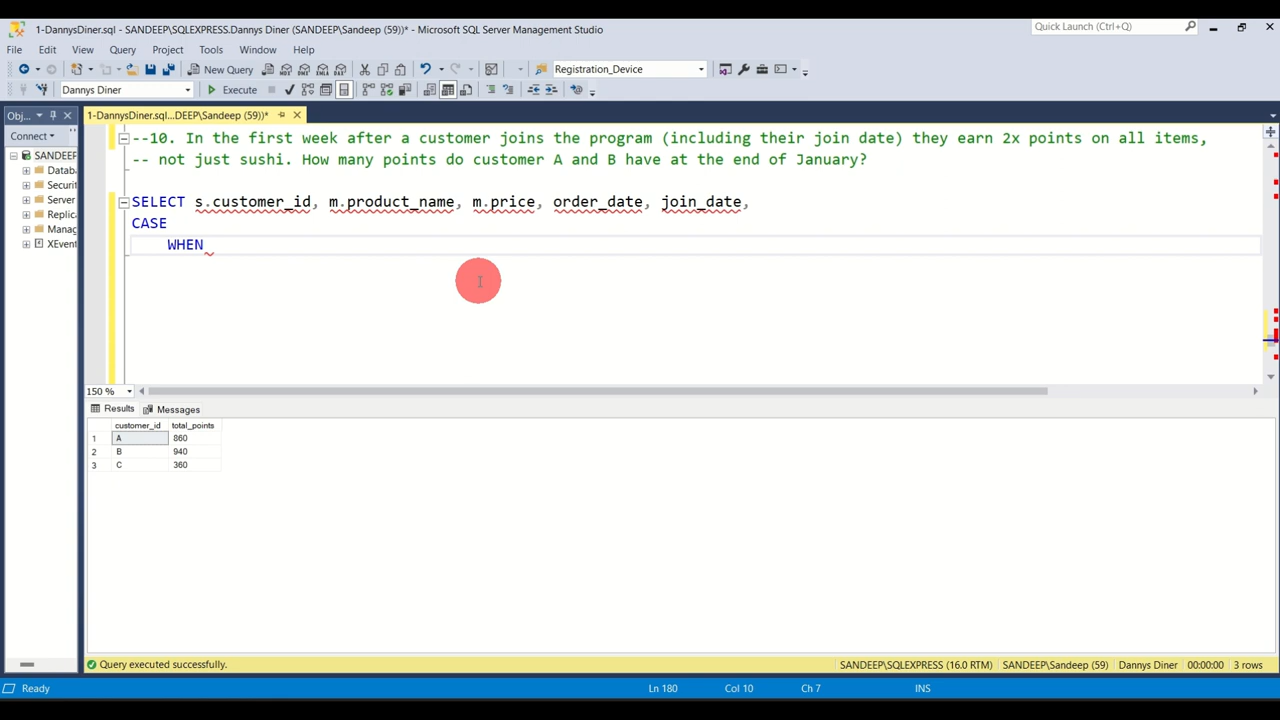 1-DannysDiner.sql - SANDEEP\SQLEXPRESS.Dannys Diner (SANDEEP\Sandeep (59))* - Microsoft SQL Server Management Studio
Quick Launch (Ctrl+Q)
File Edit View Query Project Tools Window Help
New Query
Registration_Device
Dannys Diner
Execute
Obj...
1-DannysDiner.sql...DEEP\Sandeep (59))*
Connect
SANDEEP
Datab
Securit
Server
Replic
Manag
XEvent
--10. In the first week after a customer joins the program (including their join date) they earn 2x points on all items,
-- not just sushi. How many points do customer A and B have at the end of January?
SELECT s.customer_id, m.product_name, m.price, order_date, join_date,
CASE
WHEN
150 %
Results Messages
customer_id total_points
1 A 860
2 B 940
3 C 360
Query executed successfully.
SANDEEP\SQLEXPRESS (16.0 RTM) SANDEEP\Sandeep (59) Dannys Diner 00:00:00 3 rows
Ready
Ln 180 Col 10 Ch 7 INS